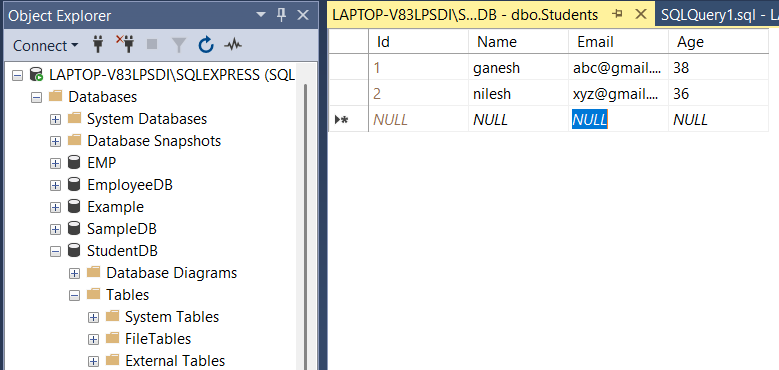 Object Explorer
Connect
LAPTOP-V83LPSDI\SQLEXPRESS (SQL
Databases
System Databases
Database Snapshots
EMP
EmployeeDB
Example
SampleDB
StudentDB
Database Diagrams
Tables
System Tables
FileTables
External Tables
LAPTOP-V83LPSDI\S...DB - dbo.Students
SQLQuery1.sql - L
Id Name Email Age
1 ganesh abc@gmail.... 38
2 nilesh xyz@gmail.... 36
NULL NULL NULL NULL